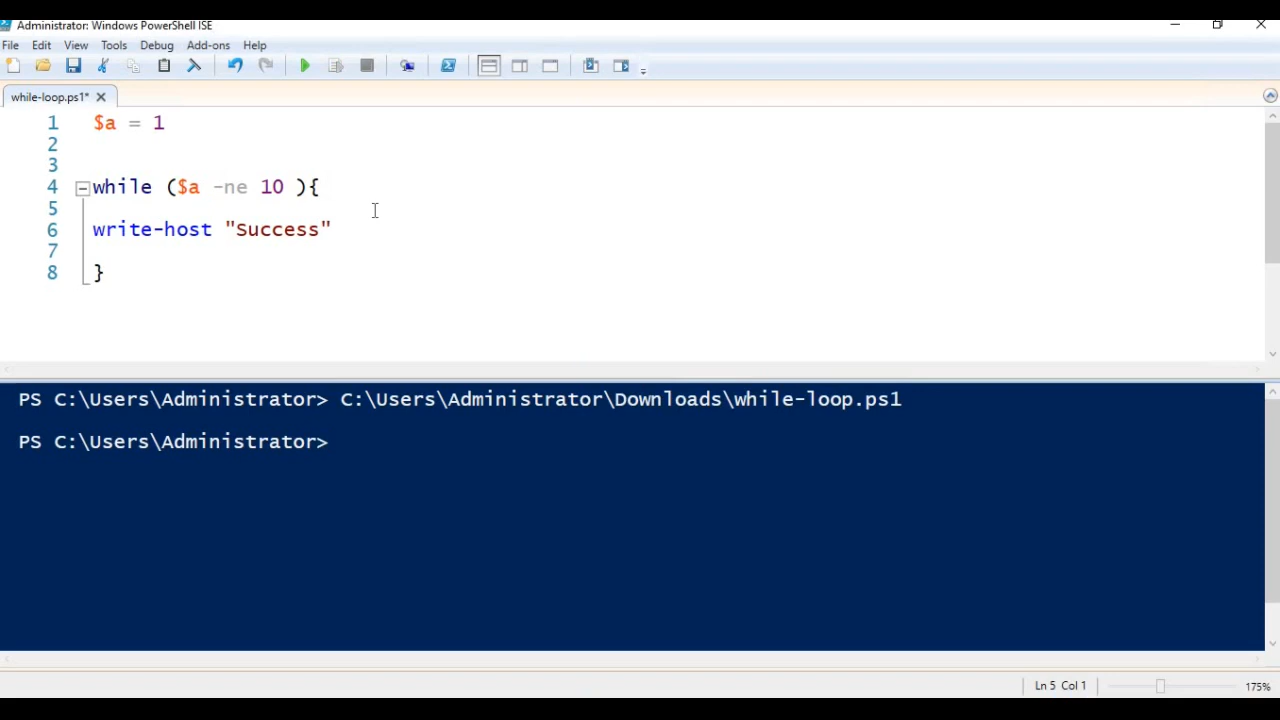 Administrator: Windows PowerShell ISE
File Edit View Tools Debug Add-ons Help
while-loop.ps1*
1 $a = 1
2
3
4 while ($a -ne 10 ){
5
6 write-host "Success"
7
8 }
PS C:\Users\Administrator> C:\Users\Administrator\Downloads\while-loop.ps1
PS C:\Users\Administrator>
Ln 5 Col 1 175%